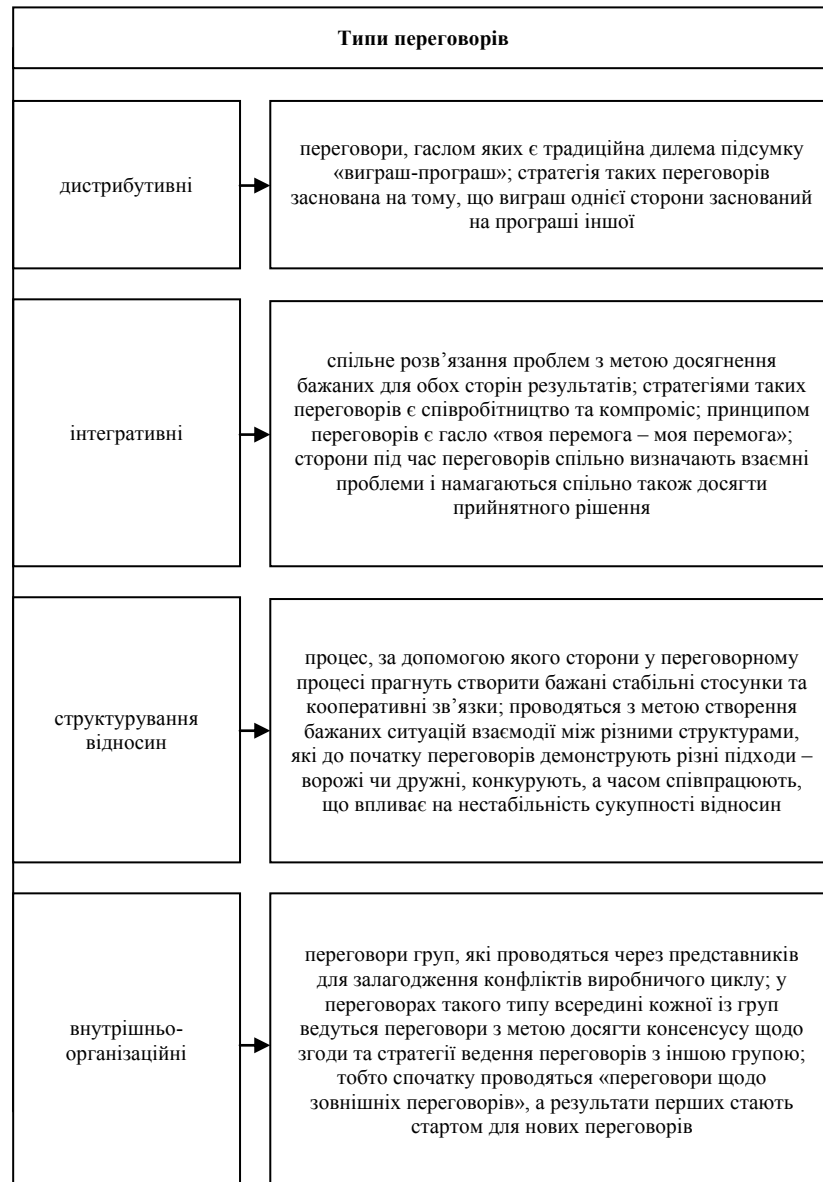 Типи переговорів
дистрибутивні
переговори, гаслом яких є традиційна дилема підсумку
«виграш-програш»; стратегія таких переговорів
заснована на тому, що виграш однієї сторони заснований
на програші іншої
інтегративні
спільне розв’язання проблем з метою досягнення
бажаних для обох сторін результатів; стратегіями таких
переговорів є співробітництво та компроміс; принципом
переговорів є гасло «твоя перемога – моя перемога»;
сторони під час переговорів спільно визначають взаємні
проблеми і намагаються спільно також досягти
прийнятного рішення
структурування
відносин
процес, за допомогою якого сторони у переговорному
процесі прагнуть створити бажані стабільні стосунки та
кооперативні зв’язки; проводяться з метою створення
бажаних ситуацій взаємодії між різними структурами,
які до початку переговорів демонструють різні підходи –
ворожі чи дружні, конкурують, а часом співпрацюють,
що впливає на нестабільність сукупності відносин
внутрішньо-
організаційні
переговори груп, які проводяться через представників
для залагодження конфліктів виробничого циклу; у
переговорах такого типу всередині кожної із груп
ведуться переговори з метою досягти консенсусу щодо
згоди та стратегії ведення переговорів з іншою групою;
тобто спочатку проводяться «переговори щодо
зовнішніх переговорів», а результати перших стають
стартом для нових переговорів